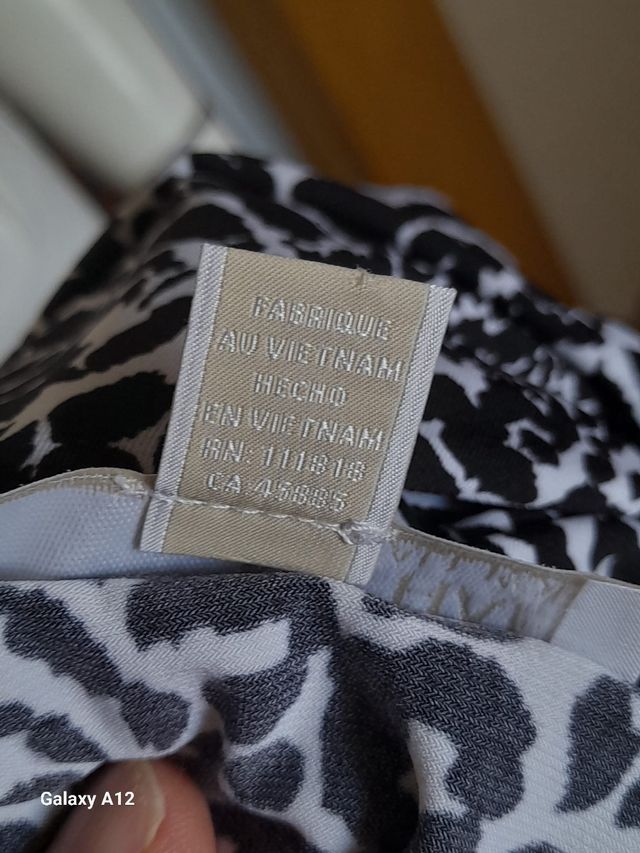 FABRIQUE
AU VIETNAM
HECHO
EN VIETNAM
RN: 111818
CA 45885
Galaxy A12